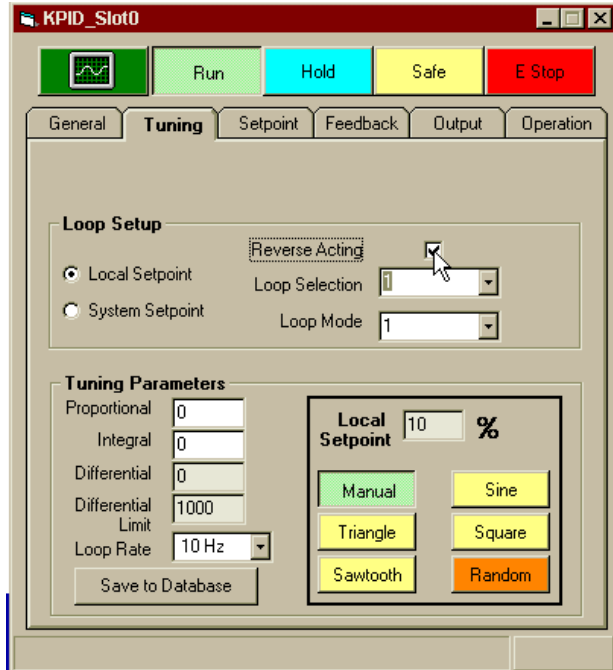 KPID_Slot0
Run Hold Safe E Stop
General Tuning Setpoint Feedback Output Operation
Loop Setup
Reverse Acting
Local Setpoint
Loop Selection 1
System Setpoint
Loop Mode 1
Tuning Parameters
Proportional 0
Integral 0
Differential 0
Differential Limit 1000
Loop Rate 10 Hz
Save to Database
Local Setpoint 10 %
Manual Sine
Triangle Square
Sawtooth Random